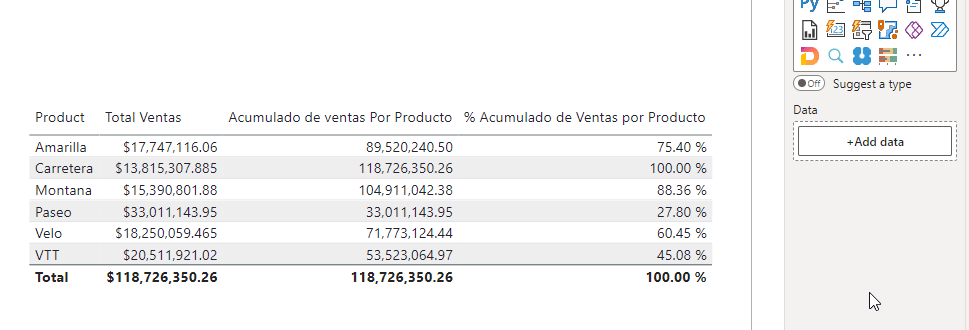 Py
123
Off Suggest a type
Data
+Add data
Product Total Ventas Acumulado de ventas Por Producto % Acumulado de Ventas por Producto
Amarilla $17,747,116.06 89,520,240.50 75.40 %
Carretera $13,815,307.885 118,726,350.26 100.00 %
Montana $15,390,801.88 104,911,042.38 88.36 %
Paseo $33,011,143.95 33,011,143.95 27.80 %
Velo $18,250,059.465 71,773,124.44 60.45 %
VTT $20,511,921.02 53,523,064.97 45.08 %
Total $118,726,350.26 118,726,350.26 100.00 %